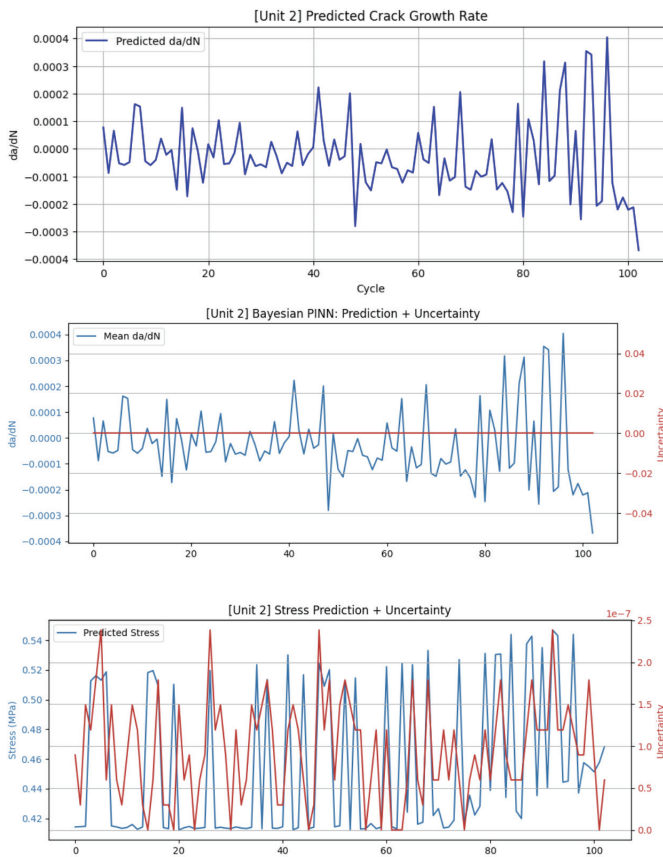 [Unit 2] Predicted Crack Growth Rate
Predicted da/dN
0.0004
0.0003
0.0002
0.0001
0.0000
−0.0001
−0.0002
−0.0003
−0.0004
da/dN
0 20 40 60 80 100
Cycle
[Unit 2] Bayesian PINN: Prediction + Uncertainty
Mean da/dN
0.0004
0.0003
0.0002
0.0001
0.0000
−0.0001
−0.0002
−0.0003
−0.0004
da/dN
0.04
0.02
0.00
−0.02
−0.04
Uncertainty
0 20 40 60 80 100
[Unit 2] Stress Prediction + Uncertainty
Predicted Stress
0.54
0.52
0.50
0.48
0.46
0.44
0.42
Stress (MPa)
1e-7
2.5
2.0
1.5
1.0
0.5
0.0
Uncertainty
0 20 40 60 80 100